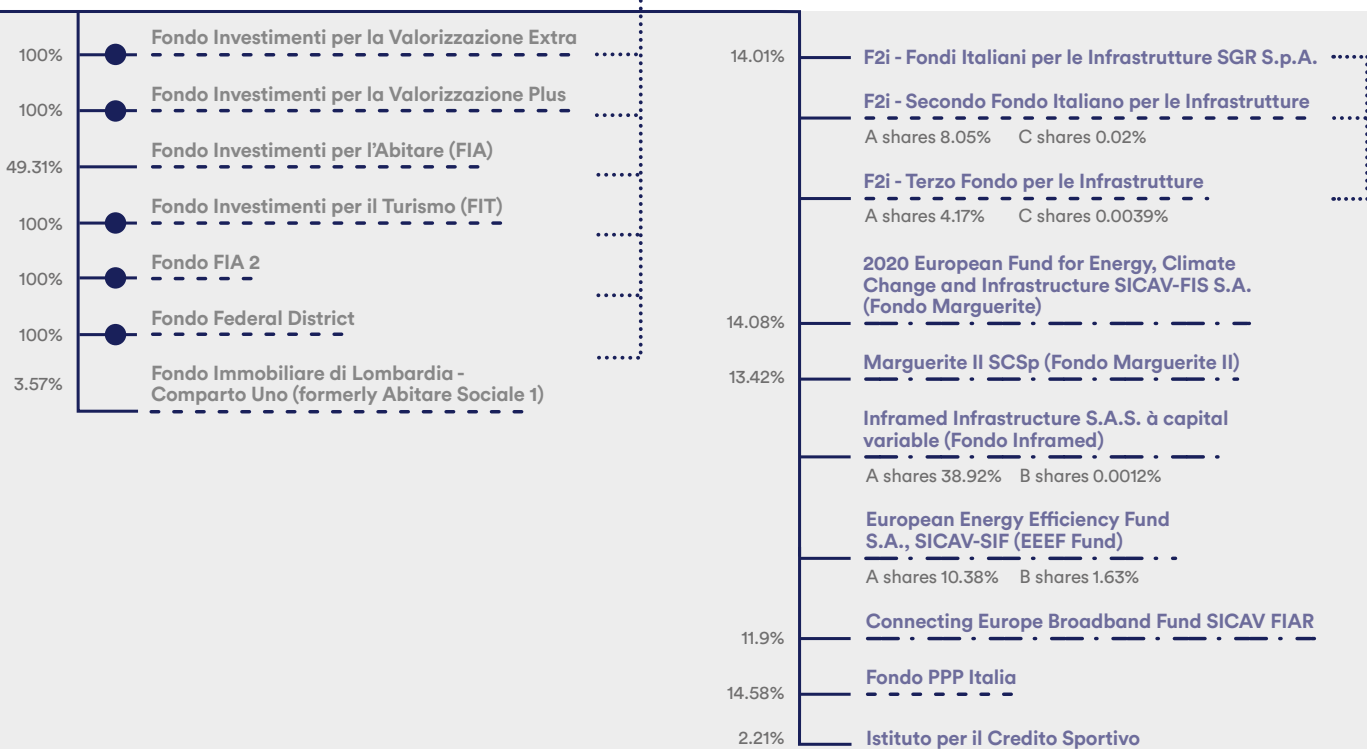 100%
Fondo Investimenti per la Valorizzazione Extra
100%
Fondo Investimenti per la Valorizzazione Plus
49.31%
Fondo Investimenti per l’Abitare (FIA)
100%
Fondo Investimenti per il Turismo (FIT)
100%
Fondo FIA 2
100%
Fondo Federal District
3.57%
Fondo Immobiliare di Lombardia -
Comparto Uno (formerly Abitare Sociale 1)
14.01%
F2i - Fondi Italiani per le Infrastrutture SGR S.p.A.
F2i - Secondo Fondo Italiano per le Infrastrutture
A shares 8.05% C shares 0.02%
F2i - Terzo Fondo per le Infrastrutture
A shares 4.17% C shares 0.0039%
2020 European Fund for Energy, Climate
Change and Infrastructure SICAV-FIS S.A.
(Fondo Marguerite)
14.08%
Marguerite II SCSp (Fondo Marguerite II)
13.42%
Inframed Infrastructure S.A.S. à capital
variable (Fondo Inframed)
A shares 38.92% B shares 0.0012%
European Energy Efficiency Fund
S.A., SICAV-SIF (EEEF Fund)
A shares 10.38% B shares 1.63%
Connecting Europe Broadband Fund SICAV FIAR
11.9%
Fondo PPP Italia
14.58%
2.21%
Istituto per il Credito Sportivo